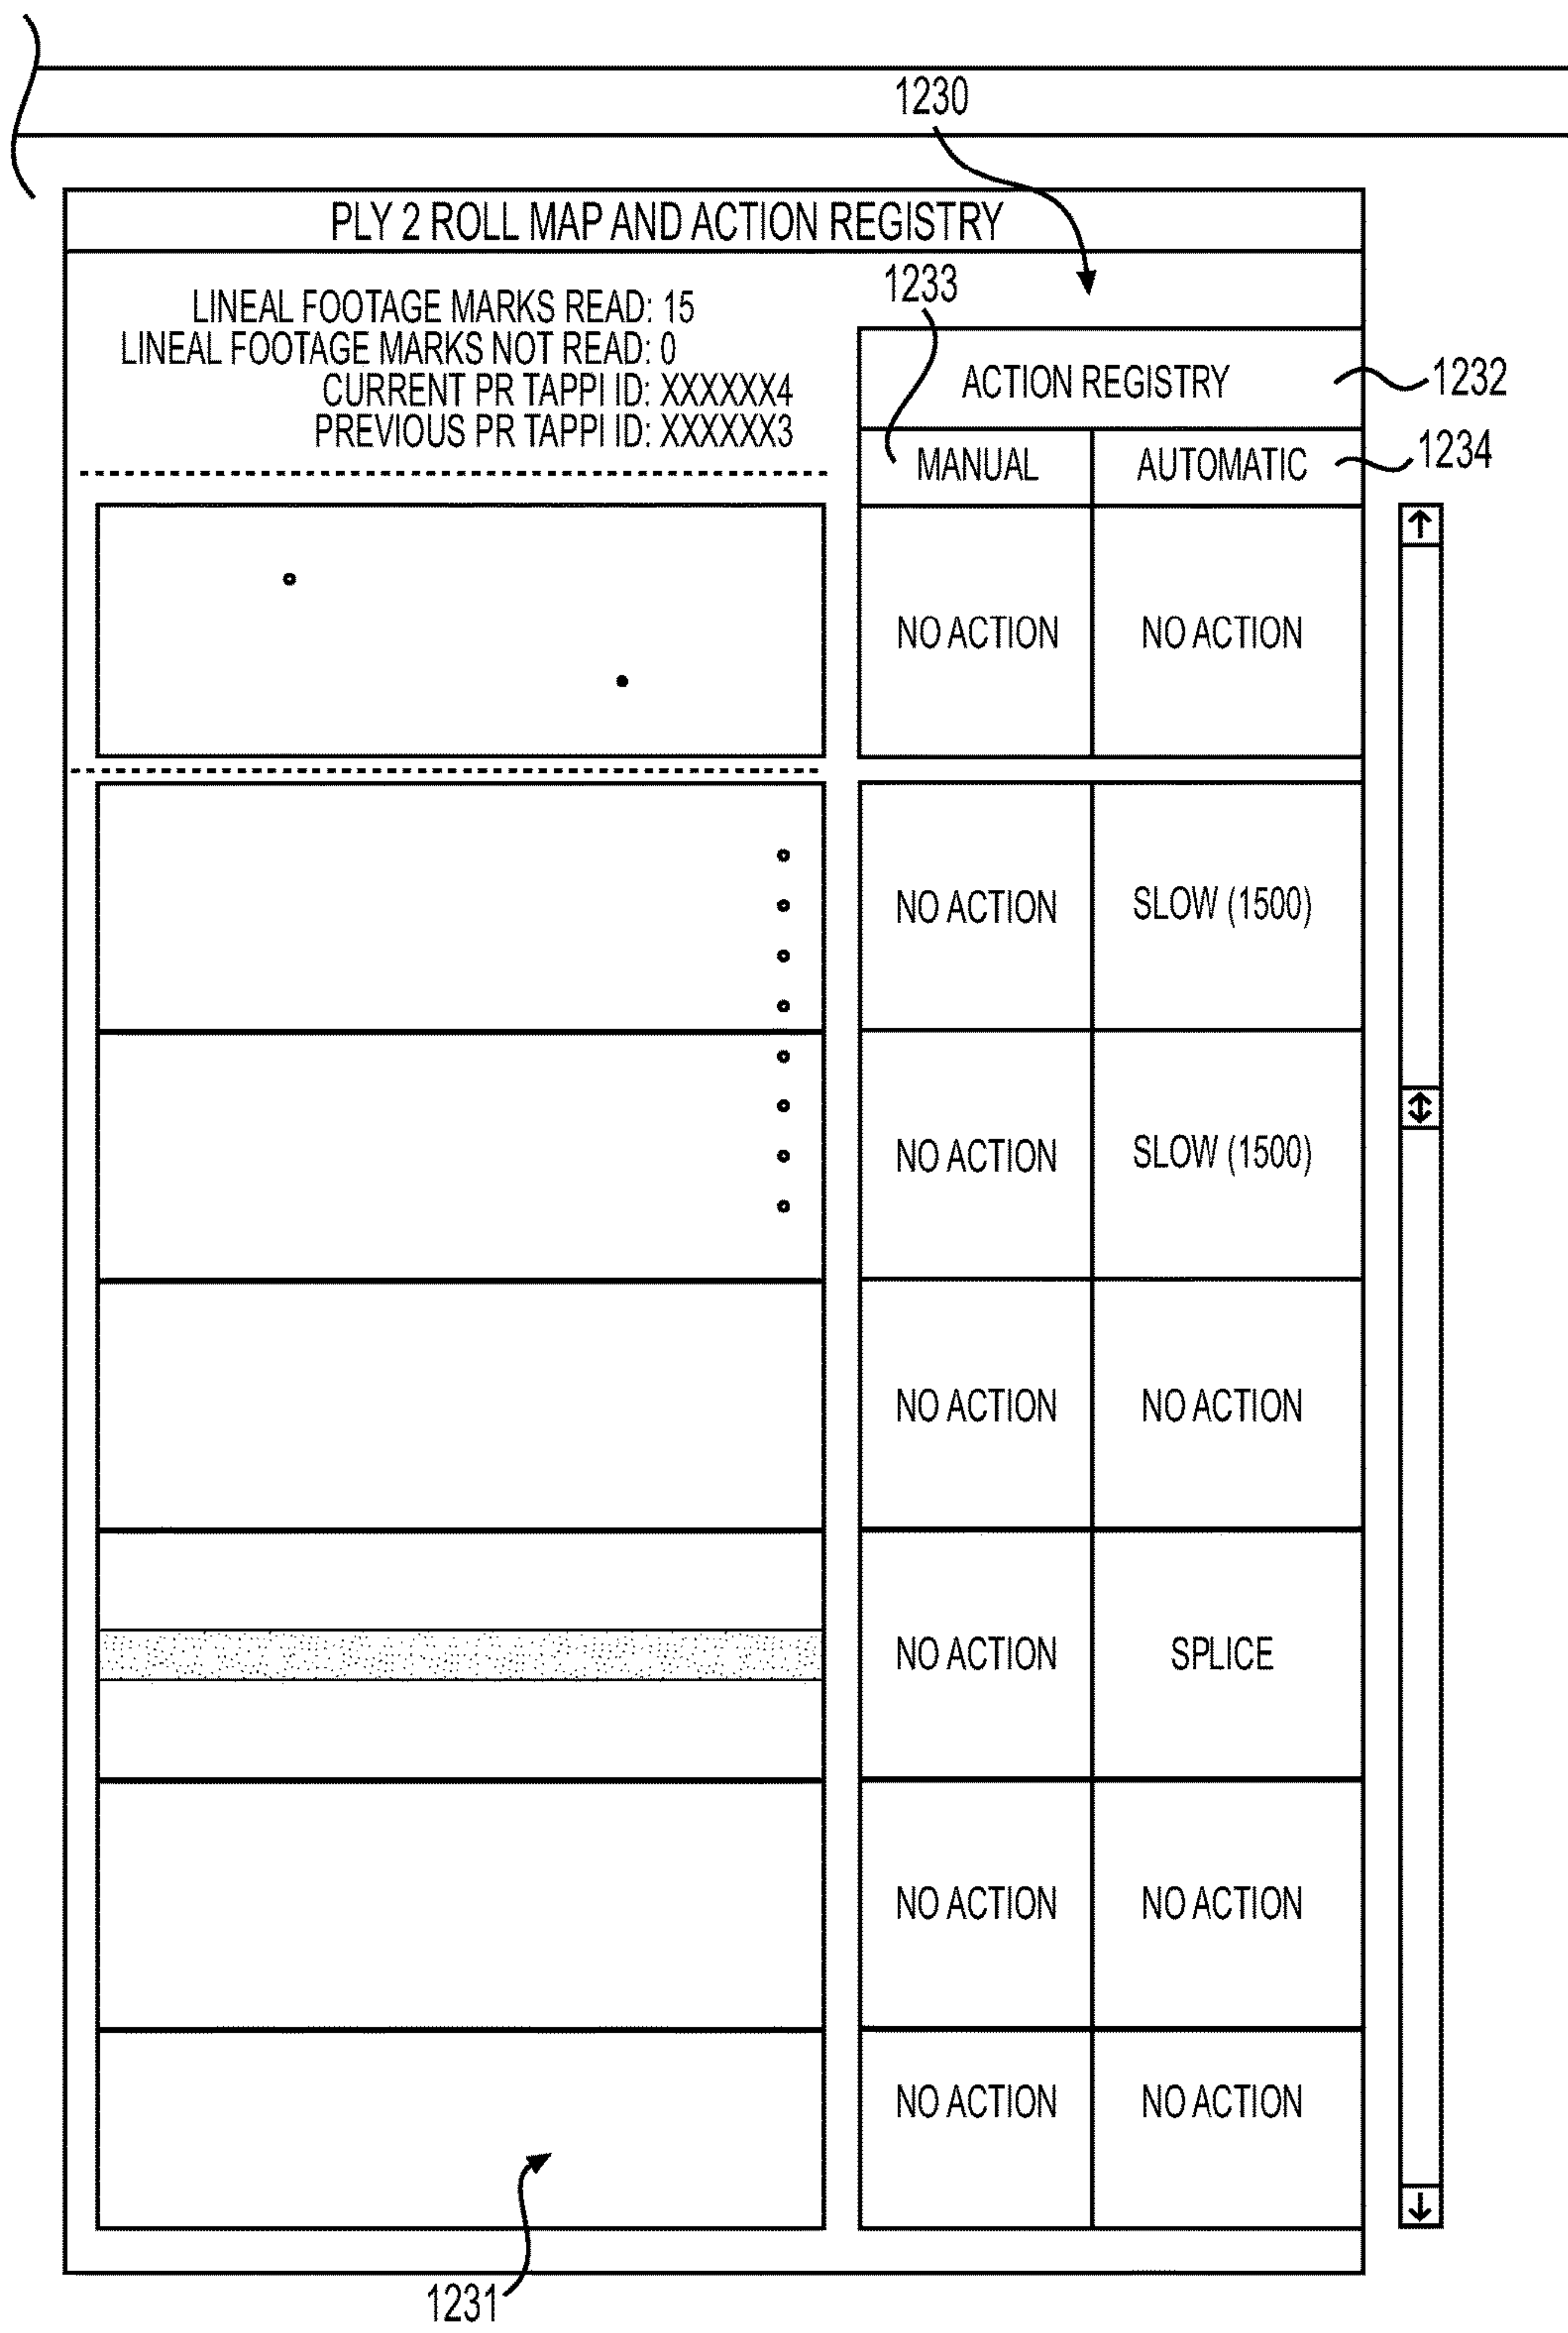 1230
PLY 2 ROLL MAP AND ACTION REGISTRY
1233
LINEAL FOOTAGE MARKS READ: 15
LINEAL FOOTAGE MARKS NOT READ: 0
CURRENT PR TAPPI ID: XXXXXX4
PREVIOUS PR TAPPI ID: XXXXXX3
ACTION REGISTRY
1232
MANUAL AUTOMATIC
1234
NO ACTION NO ACTION
NO ACTION SLOW (1500)
NO ACTION SLOW (1500)
NO ACTION NO ACTION
NO ACTION SPLICE
NO ACTION NO ACTION
NO ACTION NO ACTION
1231